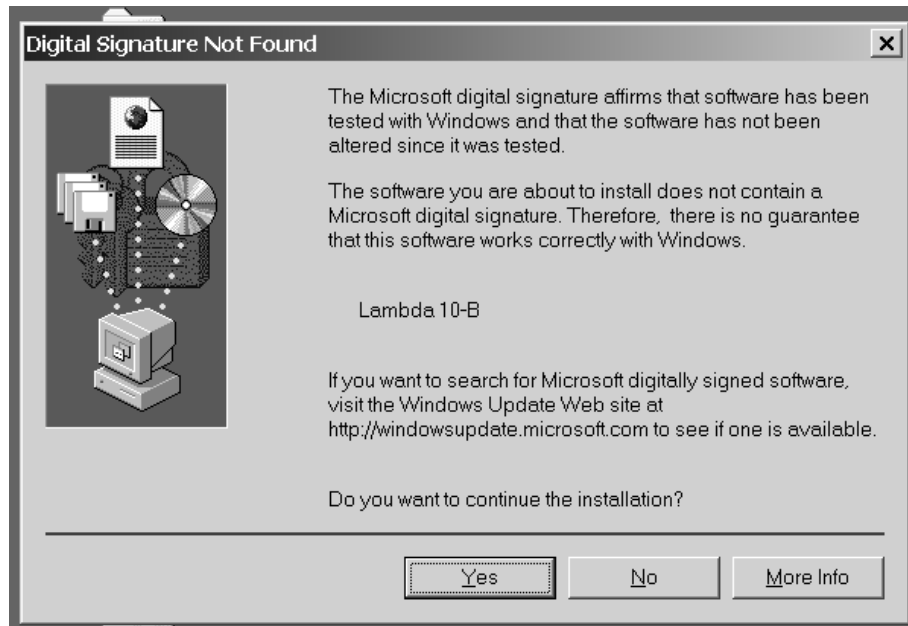 Digital Signature Not Found
The Microsoft digital signature affirms that software has been
tested with Windows and that the software has not been
altered since it was tested.
The software you are about to install does not contain a
Microsoft digital signature. Therefore,  there is no guarantee
that this software works correctly with Windows.
Lambda 10-B
If you want to search for Microsoft digitally signed software,
visit the Windows Update Web site at
http://windowsupdate.microsoft.com to see if one is available.
Do you want to continue the installation?
Yes No More Info